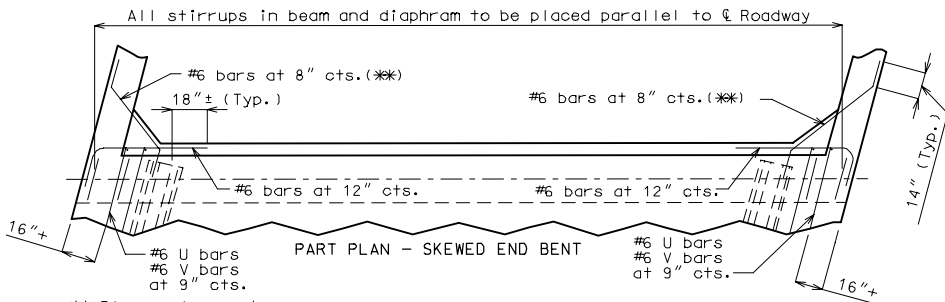 All stirrups in beam and diaphram to be placed parallel to ℄ Roadway
#6 bars at 8" cts.(**)
18"± (Typ.)
#6 bars at 8" cts.(**)
14" (Typ.)
#6 bars at 12" cts.
#6 bars at 12" cts.
16"+
#6 U bars
#6 V bars
at 9" cts.
PART PLAN - SKEWED END BENT
#6 U bars
#6 V bars
at 9" cts.
16"+